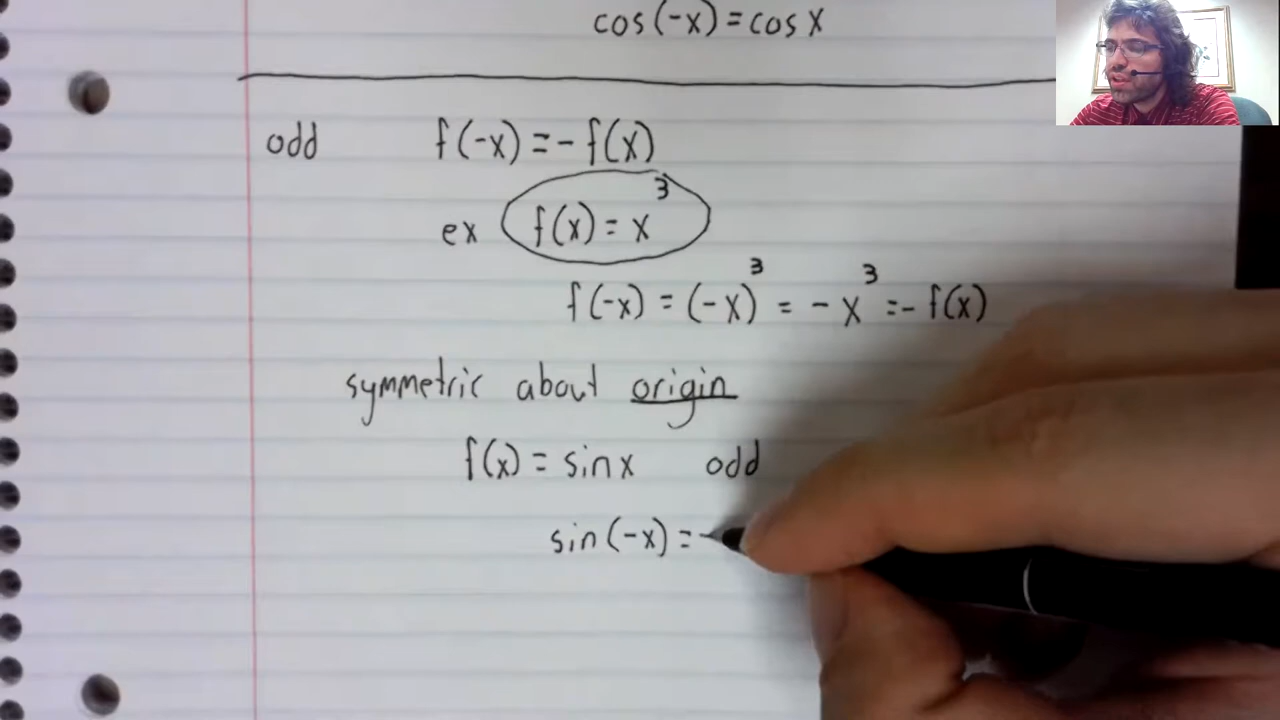 cos(-x) = cos x
odd f(-x) = - f(x)
ex f(x) = x³
f(-x) = (-x)³ = - x³ = - f(x)
symmetric about origin
f(x) = sin x odd
sin(-x) = -